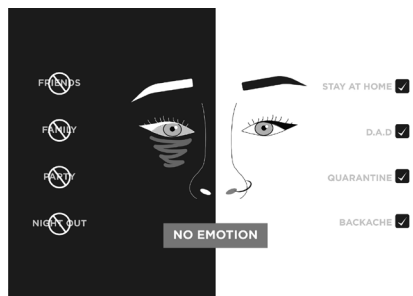 FRIENDS
FAMILY
PARTY
NIGHT OUT
NO EMOTION
STAY AT HOME
D.A.D
QUARANTINE
BACKACHE